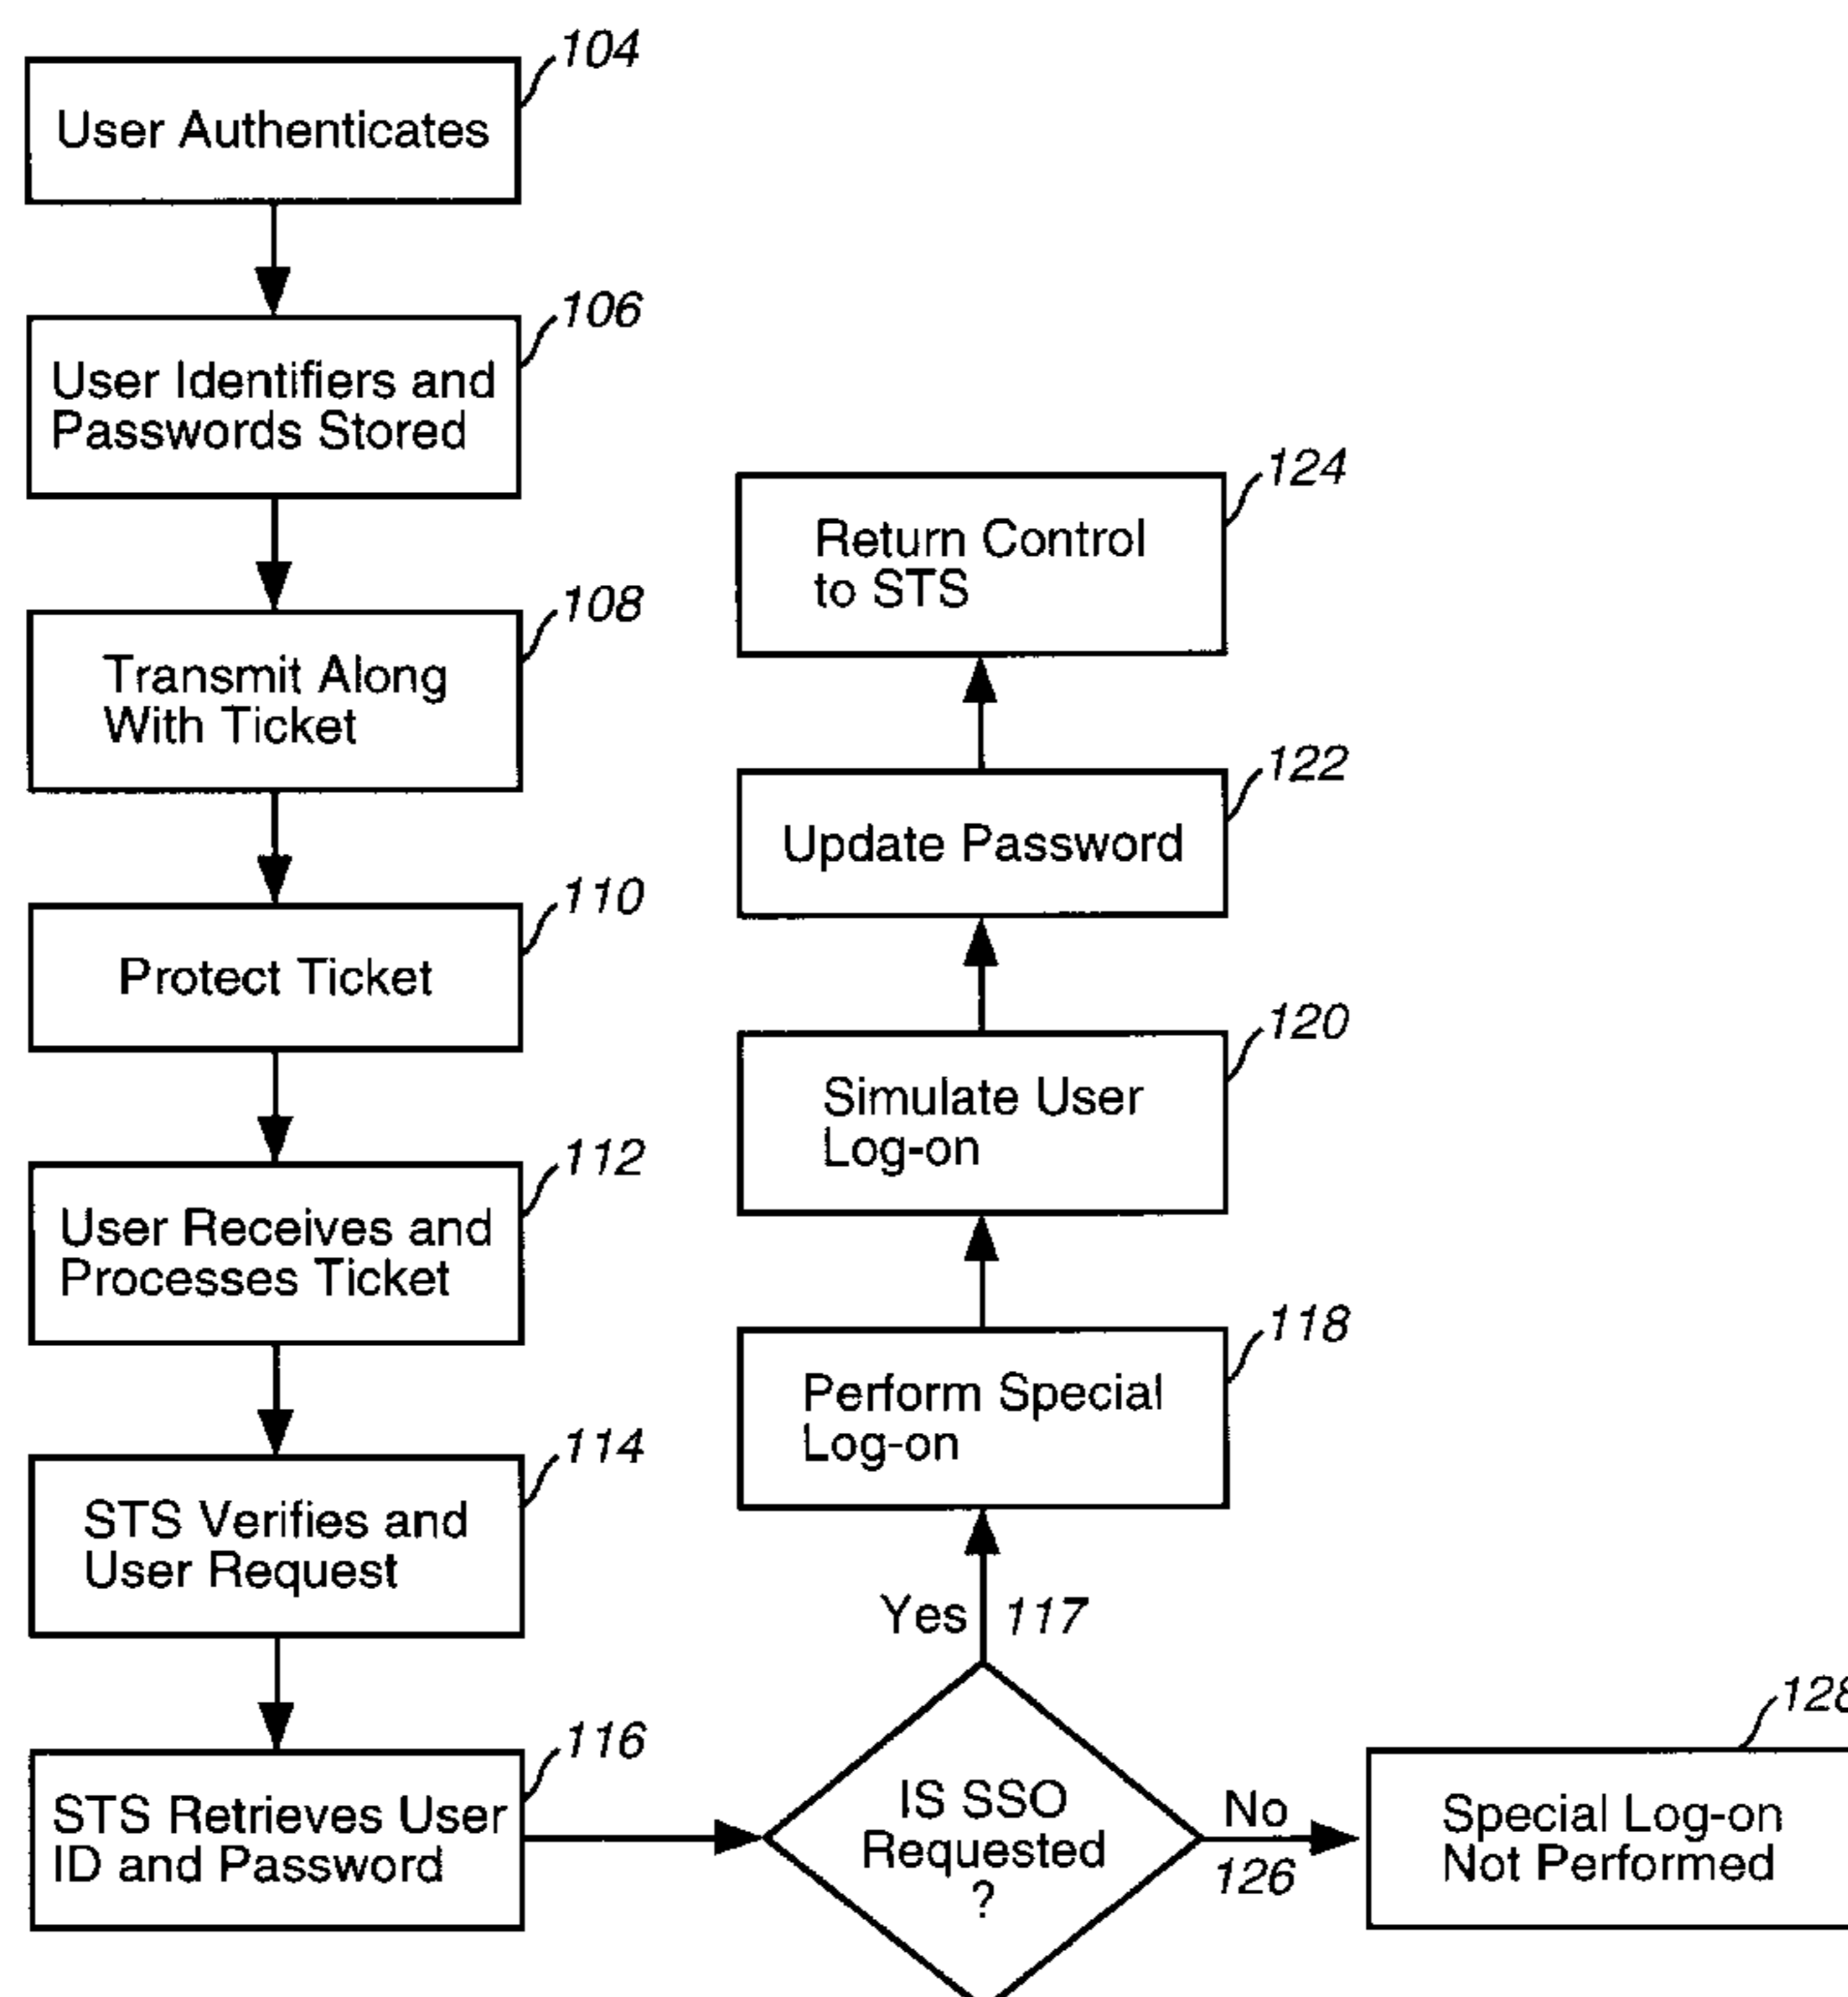 104
User Authenticates
106
User Identifiers and
Passwords Stored
108
Transmit Along
With Ticket
110
Protect Ticket
112
User Receives and
Processes Ticket
114
STS Verifies and
User Request
116
STS Retrieves User
ID and Password
IS SSO
Requested
?
Yes 117
118
Perform Special
Log-on
120
Simulate User
Log-on
122
Update Password
124
Return Control
to STS
No
126
128
Special Log-on
Not Performed